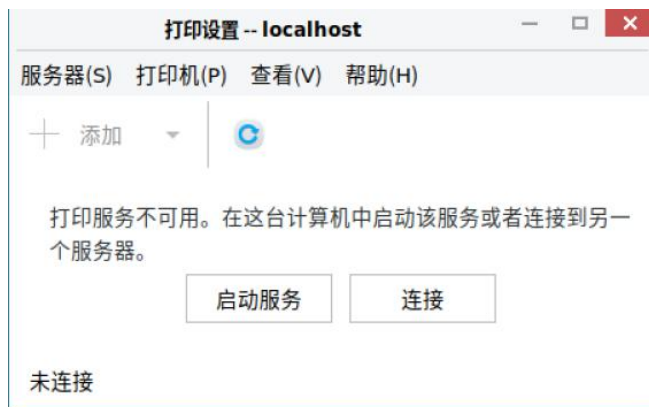 打印设置 -- localhost
服务器(S) 打印机(P) 查看(V) 帮助(H)
添加
打印服务不可用。在这台计算机中启动该服务或者连接到另一
个服务器。
启动服务 连接
未连接